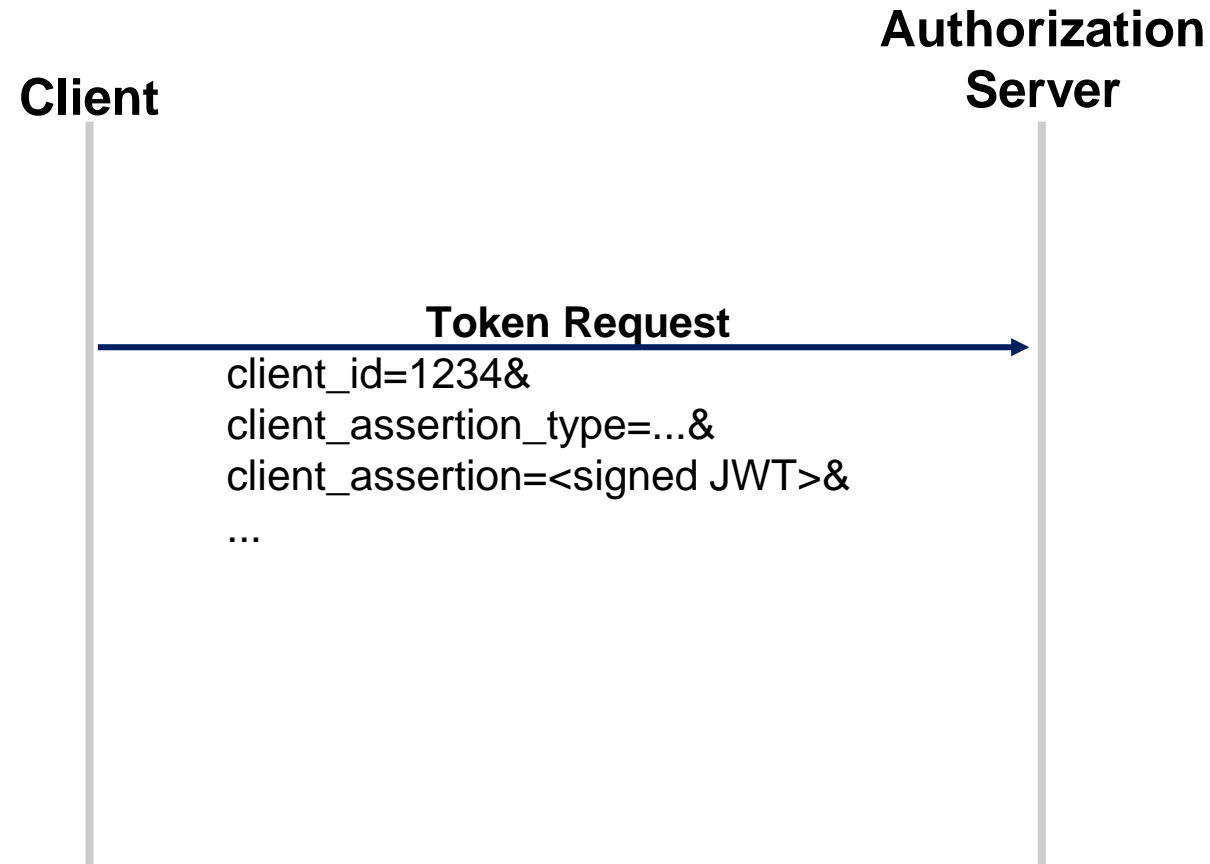 Client
Authorization
Server
Token Request
client_id=1234&
client_assertion_type=...&
client_assertion=<signed JWT>&
...